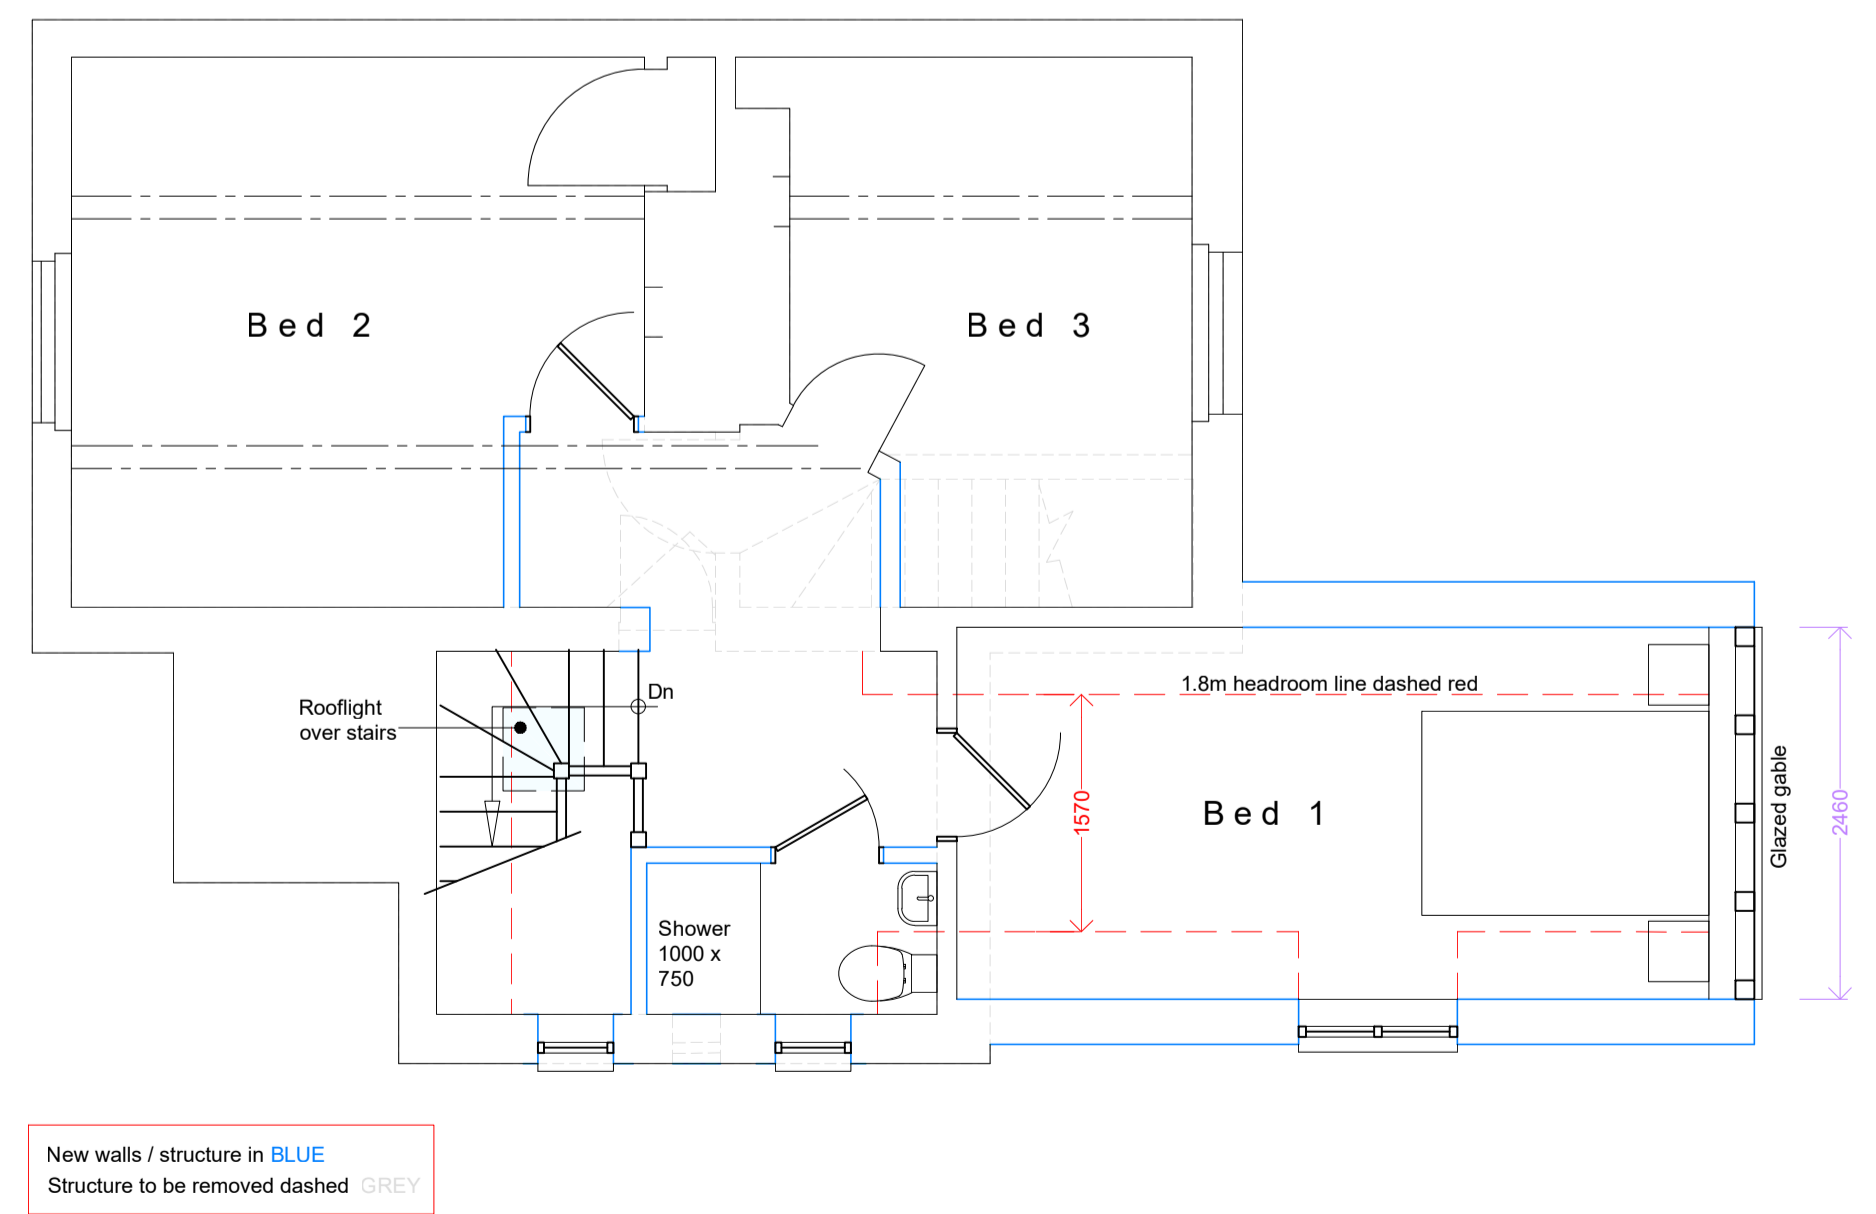 Bed 2
Bed 3
Rooflight
over stairs
Dn
1.8m headroom line dashed red
1570
Bed 1
Glazed gable
2460
Shower
1000 x
750
New walls / structure in BLUE
Structure to be removed dashed GREY